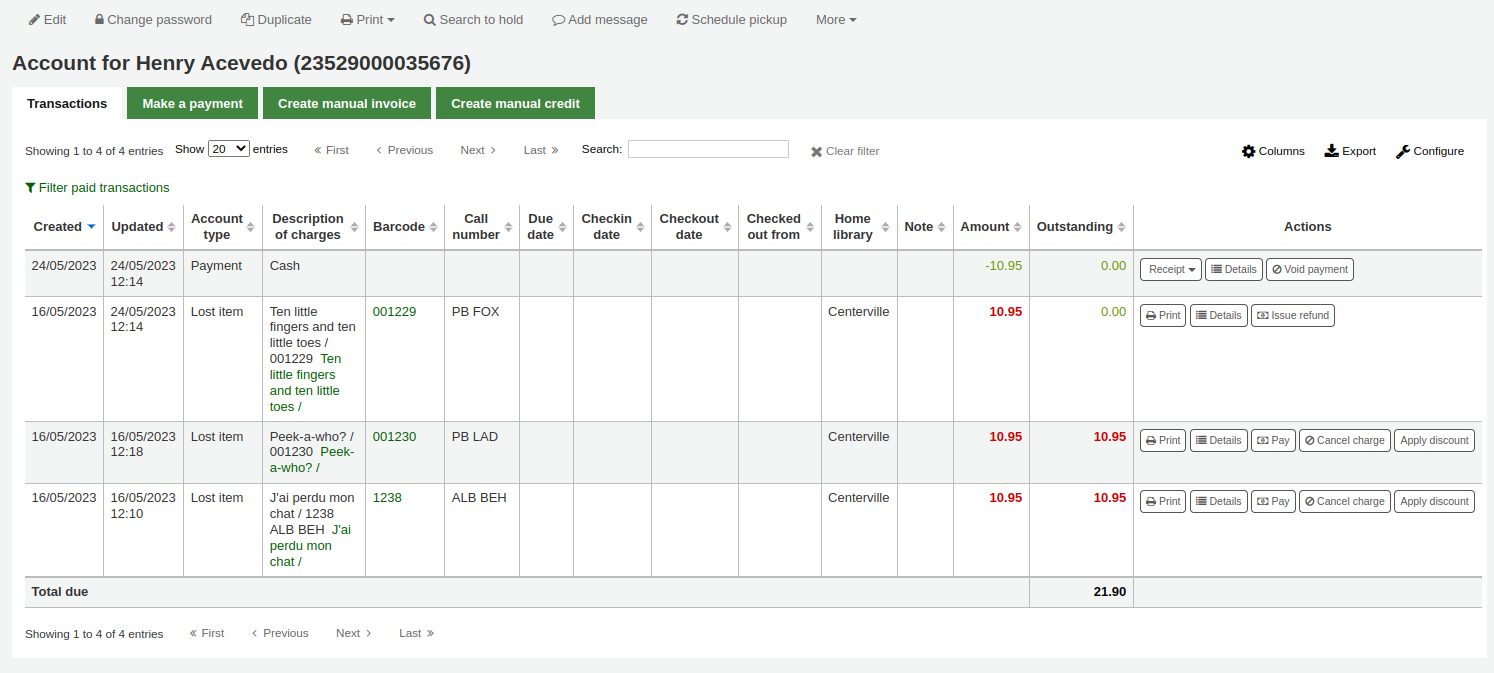 Edit Change password Duplicate Print Search to hold Add message Schedule pickup More
Account for Henry Acevedo (23529000035676)
Transactions Make a payment Create manual invoice Create manual credit
Showing 1 to 4 of 4 entries Show 20 entries « First < Previous Next > Last » Search: Clear filter Columns Export Configure
Filter paid transactions
Created Updated Account type Description of charges Barcode Call number Due date Checkin date Checkout date Checked out from Home library Note Amount Outstanding Actions
24/05/2023 24/05/2023 Payment Cash -10.95 0.00 Receipt Details Void payment
12:14
16/05/2023 24/05/2023 Lost item Ten little 001229 PB FOX Centerville 10.95 0.00 Print Details Issue refund
12:14 fingers and ten
little toes /
001229 Ten
little fingers
and ten little
toes /
16/05/2023 16/05/2023 Lost item Peek-a-who? / 001230 PB LAD Centerville 10.95 10.95 Print Details Pay Cancel charge Apply discount
12:18 001230 Peek-
a-who? /
16/05/2023 16/05/2023 Lost item J'ai perdu mon 1238 ALB BEH Centerville 10.95 10.95 Print Details Pay Cancel charge Apply discount
12:10 chat / 1238
ALB BEH J'ai
perdu mon
chat /
Total due 21.90
Showing 1 to 4 of 4 entries « First < Previous Next > Last »